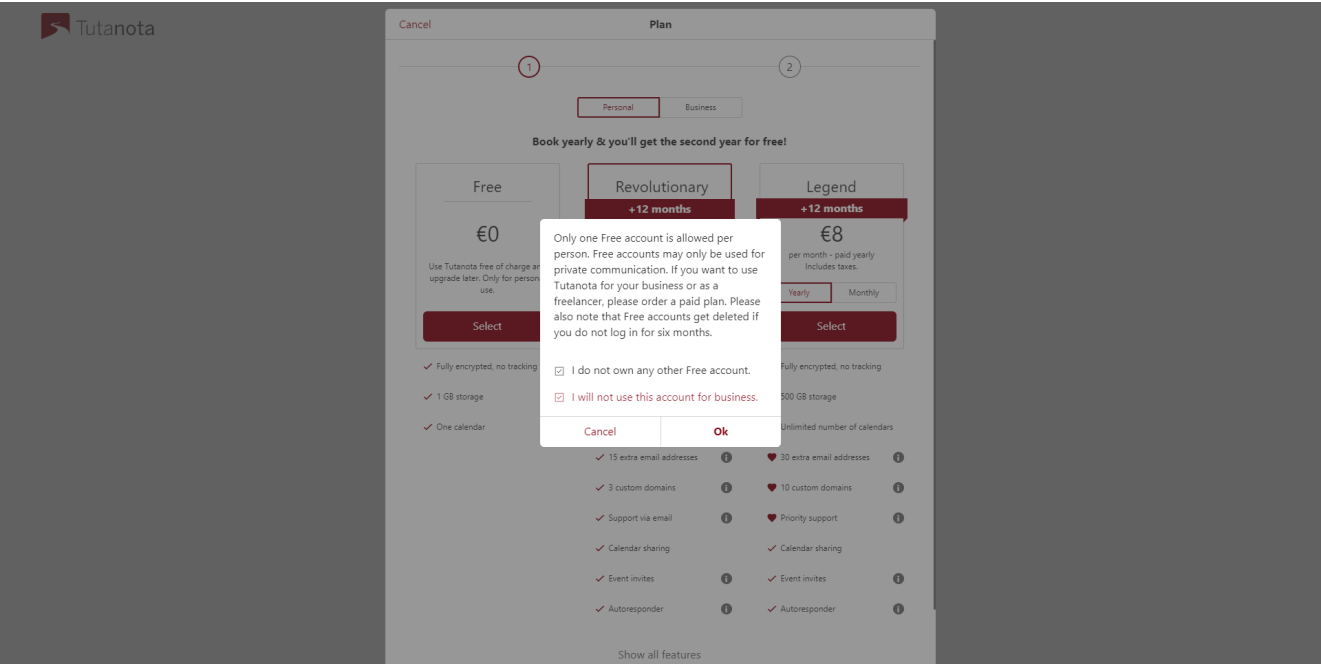 Tutanota
Cancel
Plan
1
2
Personal
Business
Book yearly & you'll get the second year for free!
Free
€0
Use Tutanota free of charge an
upgrade later. Only for person
use.
Select
Fully encrypted, no tracking
1 GB storage
One calendar
Revolutionary
+12 months
Legend
+12 months
€8
per month - paid yearly
Includes taxes.
Yearly
Monthly
Select
Fully encrypted, no tracking
500 GB storage
Unlimited number of calendars
Only one Free account is allowed per
person. Free accounts may only be used for
private communication. If you want to use
Tutanota for your business or as a
freelancer, please order a paid plan. Please
also note that Free accounts get deleted if
you do not log in for six months.
I do not own any other Free account.
I will not use this account for business.
Cancel
Ok
15 extra email addresses
3 custom domains
Support via email
Calendar sharing
Event invites
Autoresponder
30 extra email addresses
10 custom domains
Priority support
Calendar sharing
Event invites
Autoresponder
Show all features